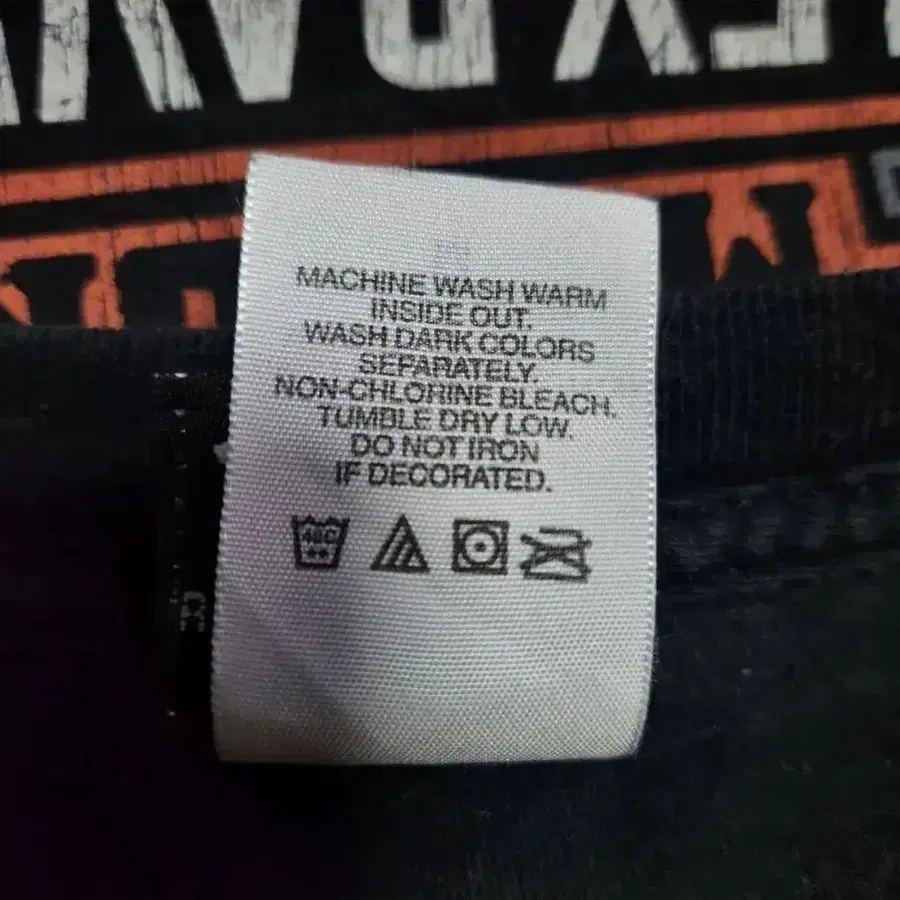 MACHINE WASH WARM
INSIDE OUT.
WASH DARK COLORS
SEPARATELY.
NON-CHLORINE BLEACH.
TUMBLE DRY LOW.
DO NOT IRON
IF DECORATED.
40C